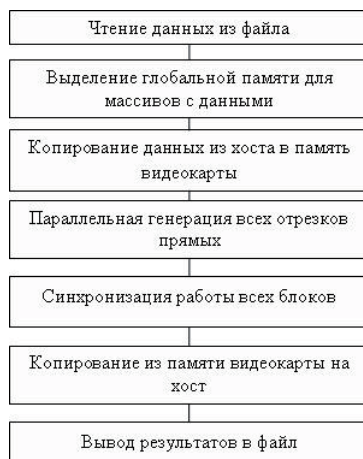 Чтение данных из файла
Выделение глобальной памяти для
массивов с данными
Копирование данных из хоста в память
видеокарты
Параллельная генерация всех отрезков
прямых
Синхронизация работы всех блоков
Копирование из памяти видеокарты на
хост
Вывод результатов в файл